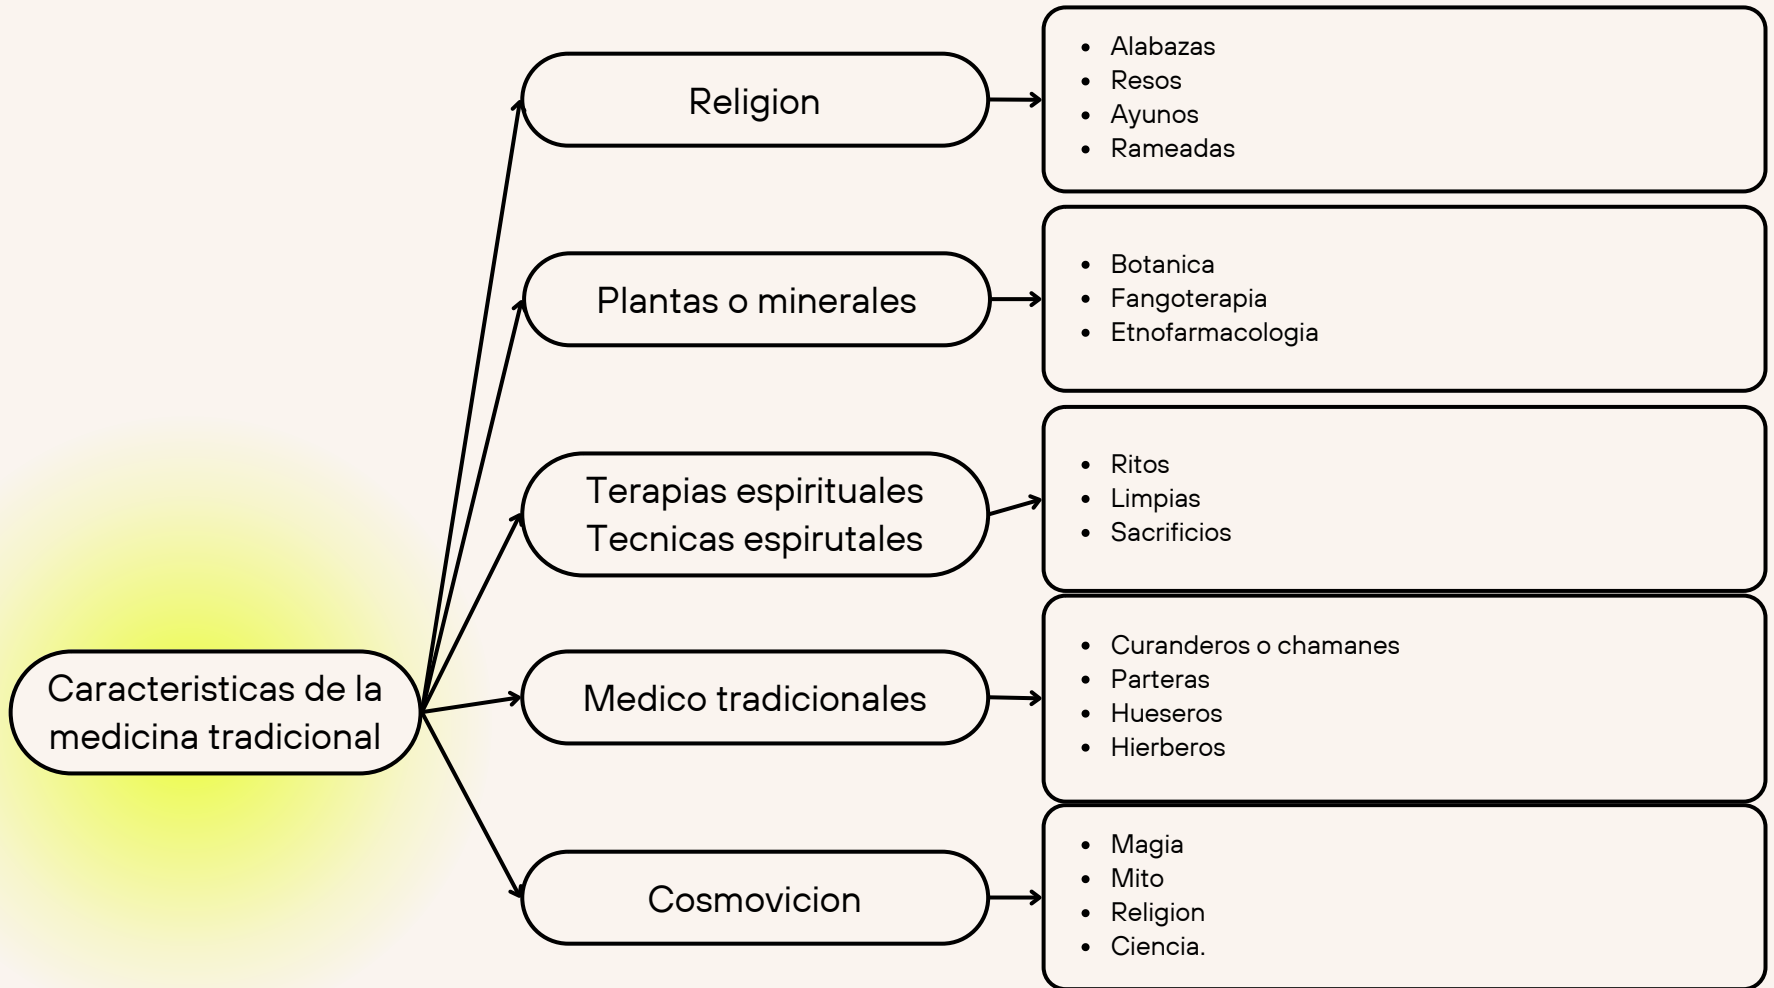 Religion
• Alabazas
• Resos
• Ayunos
• Rameadas
Plantas o minerales
• Botanica
• Fangoterapia
• Etnofarmacologia
Terapias espirituales
Tecnicas espirutales
• Ritos
• Limpias
• Sacrificios
Caracteristicas de la
medicina tradicional
Medico tradicionales
• Curanderos o chamanes
• Parteras
• Hueseros
• Hierberos
Cosmovicion
• Magia
• Mito
• Religion
• Ciencia.